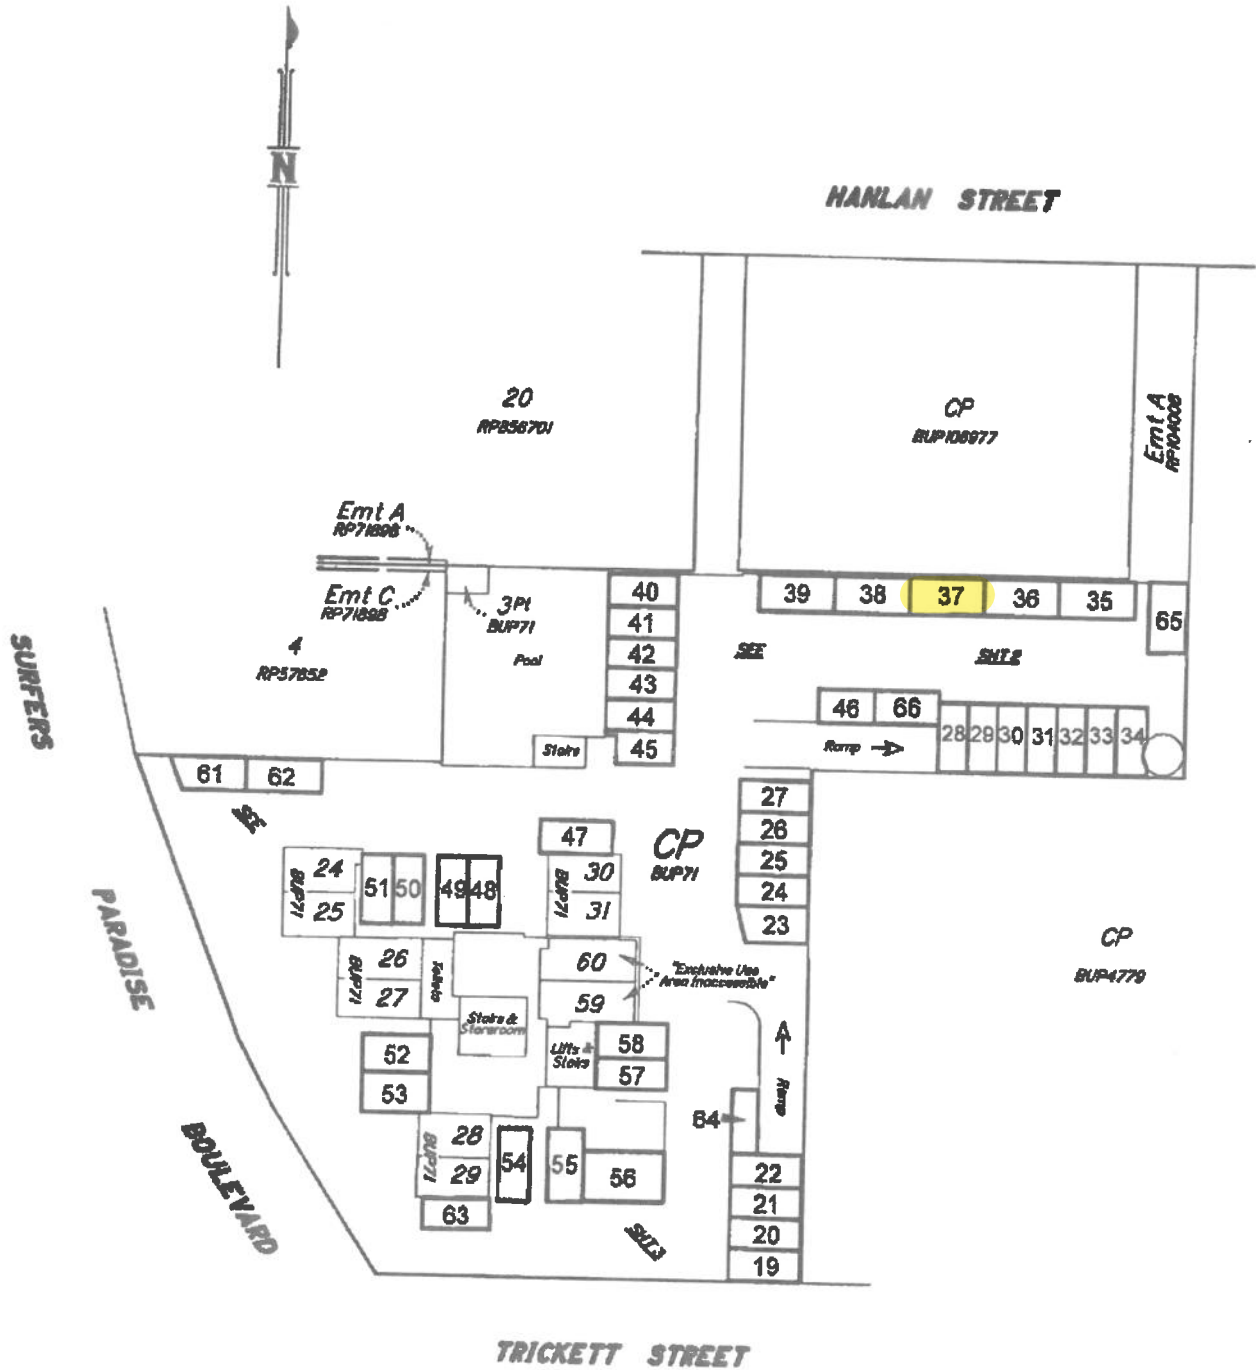 N
HANLAN STREET
20
RP856701
CP
BUP106977
Emt A
RP104006
Emt A
RP71898
Emt C
RP71898
3Pt
BUP71
Pool
4
RP57852
40
41
42
43
44
45
39 38 37 36 35
65
SEE
SHT 2
46 66
Ramp
28 29 30 31 32 33 34
Stairs
SURFERS
61 62
SEE
27
26
25
24
23
47
CP
BUP71
24
25
BUP71
51 50 49 48
30
31
BUP71
PARADISE
CP
BUP4779
26
27
BUP71
Toilets
60
59
"Exclusive Use
Area Inaccessible"
Stairs &
Storeroom
Lifts &
Stairs
58
57
52
53
Ramp
64
BOULEVARD
28
29
BUP71
54 55 56
63
22
21
20
19
SHT 3
TRICKETT STREET